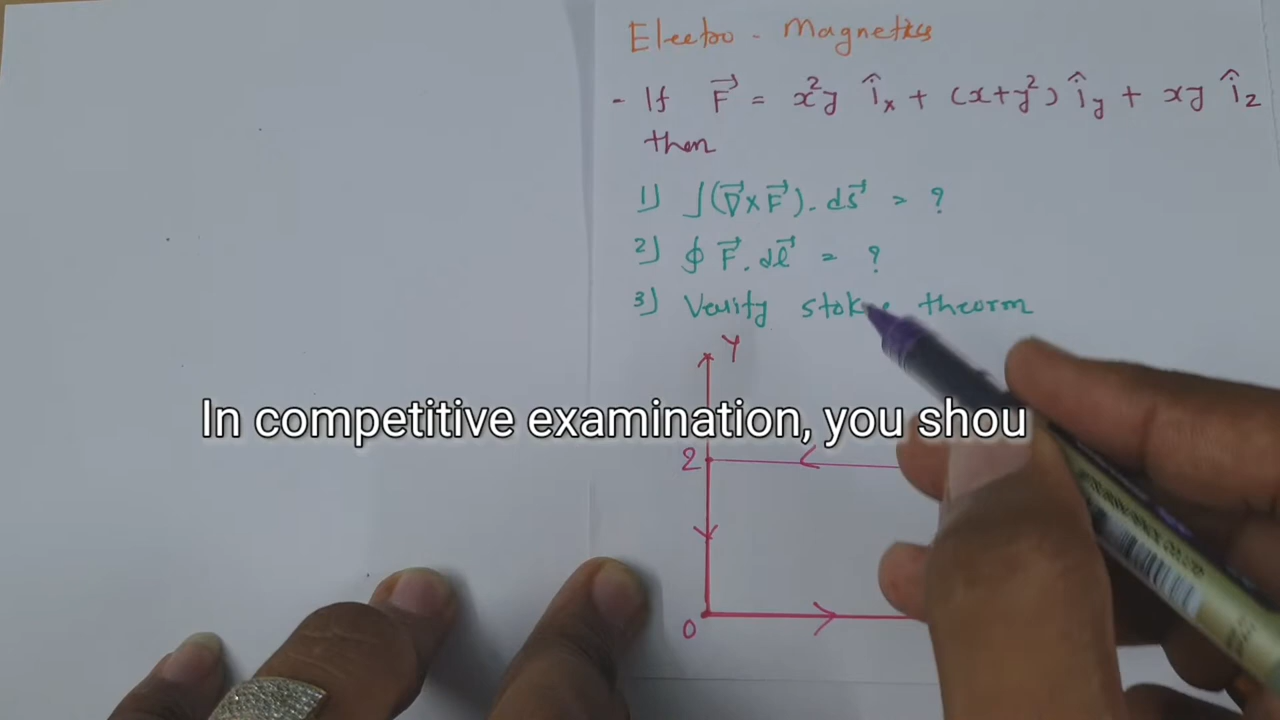 Electro - Magnetics
- If F⃗ = x²y î_x + (x+y²) î_y + xy î_z
then
1) ∫(∇⃗×F⃗). ds⃗ = ?
2) ∮ F⃗. dl⃗ = ?
3) Verify theorm
Y
In competitive examination, you shou
2
0